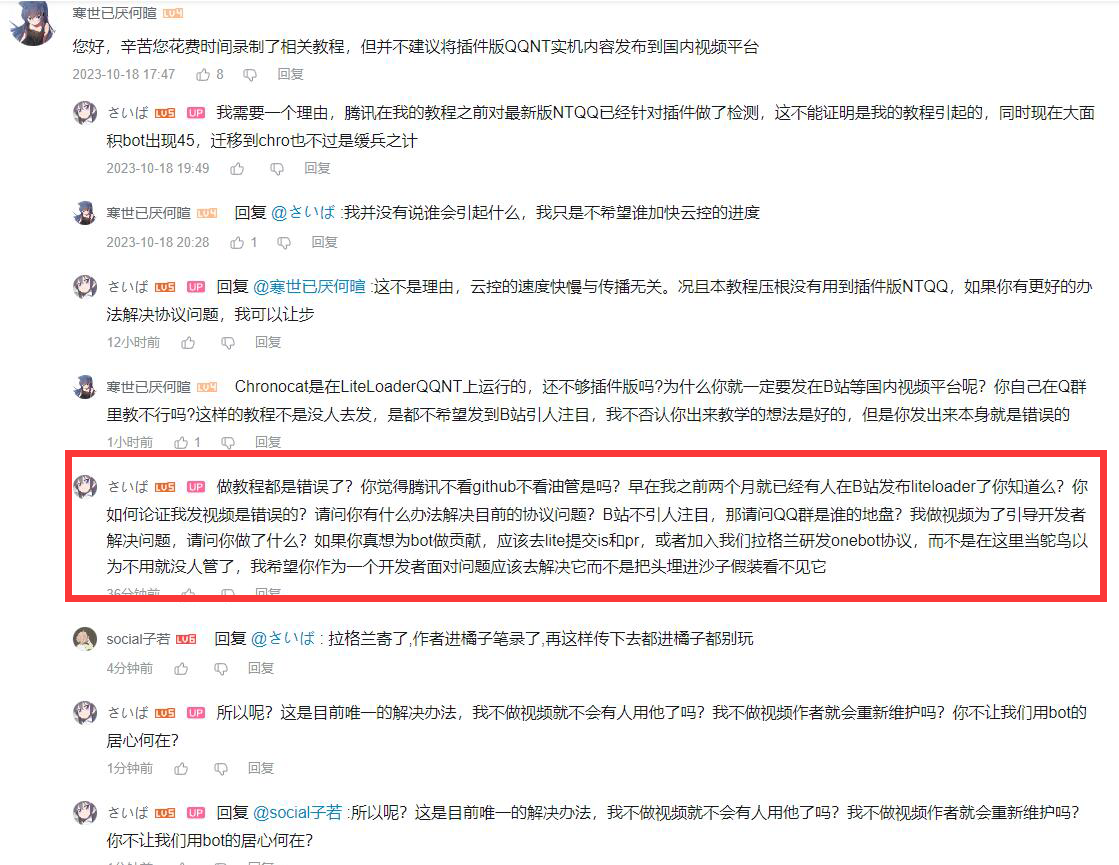 寒世已厌何暄 LV4
您好，辛苦您花费时间录制了相关教程，但并不建议将插件版QQNT实机内容发布到国内视频平台
2023-10-18 17:47 8 回复
さいば LV5 UP 我需要一个理由，腾讯在我的教程之前对最新版NTQQ已经针对插件做了检测，这不能证明是我的教程引起的，同时现在大面
积bot出现45，迁移到chro也不过是缓兵之计
2023-10-18 19:49 回复
寒世已厌何暄 LV4 回复 @さいば :我并没有说谁会引起什么，我只是不希望谁加快云控的进度
2023-10-18 20:28 1 回复
さいば LV5 UP 回复 @寒世已厌何暄 :这不是理由，云控的速度快慢与传播无关。况且本教程压根没有用到插件版NTQQ，如果你有更好的办
法解决协议问题，我可以让步
12小时前 回复
寒世已厌何暄 LV4 Chronocat是在LiteLoaderQQNT上运行的，还不够插件版吗?为什么你就一定要发在B站等国内视频平台呢？你自己在Q群
里教不行吗?这样的教程不是没人去发，是都不希望发到B站引人注目，我不否认你出来教学的想法是好的，但是你发出来本身就是错误的
1小时前 1 回复
さいば LV5 UP 做教程都是错误了？你觉得腾讯不看github不看油管是吗？早在我之前两个月就已经有人在B站发布liteloader了你知道么？你
如何论证我发视频是错误的？请问你有什么办法解决目前的协议问题？B站不引人注目，那请问QQ群是谁的地盘？我做视频为了引导开发者
解决问题，请问你做了什么？如果你真想为bot做贡献，应该去lite提交is和pr，或者加入我们拉格兰研发onebot协议，而不是在这里当鸵鸟以
为不用就没人管了，我希望你作为一个开发者面对问题应该去解决它而不是把头埋进沙子假装看不见它
36分钟前 回复
social子若 LV6 回复 @さいば :拉格兰寄了,作者进橘子笔录了,再这样传下去都进橘子都别玩
4分钟前 回复
さいば LV5 UP 所以呢？这是目前唯一的解决办法，我不做视频就不会有人用他了吗？我不做视频作者就会重新维护吗？你不让我们用bot的
居心何在?
1分钟前 回复
さいば LV5 UP 回复 @social子若 :所以呢？这是目前唯一的解决办法，我不做视频就不会有人用他了吗？我不做视频作者就会重新维护吗？
你不让我们用bot的居心何在?
1分钟前 回复